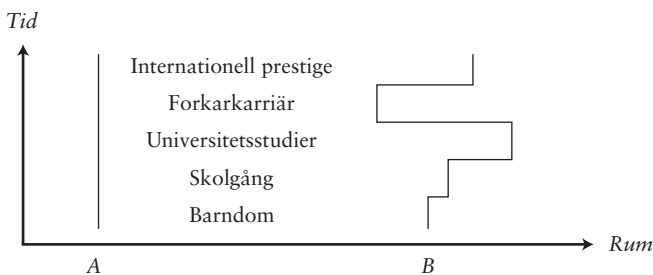 Tid
Internationell prestige
Forkarkarriär
Universitetsstudier
Skolgång
Barndom
Rum
A
B